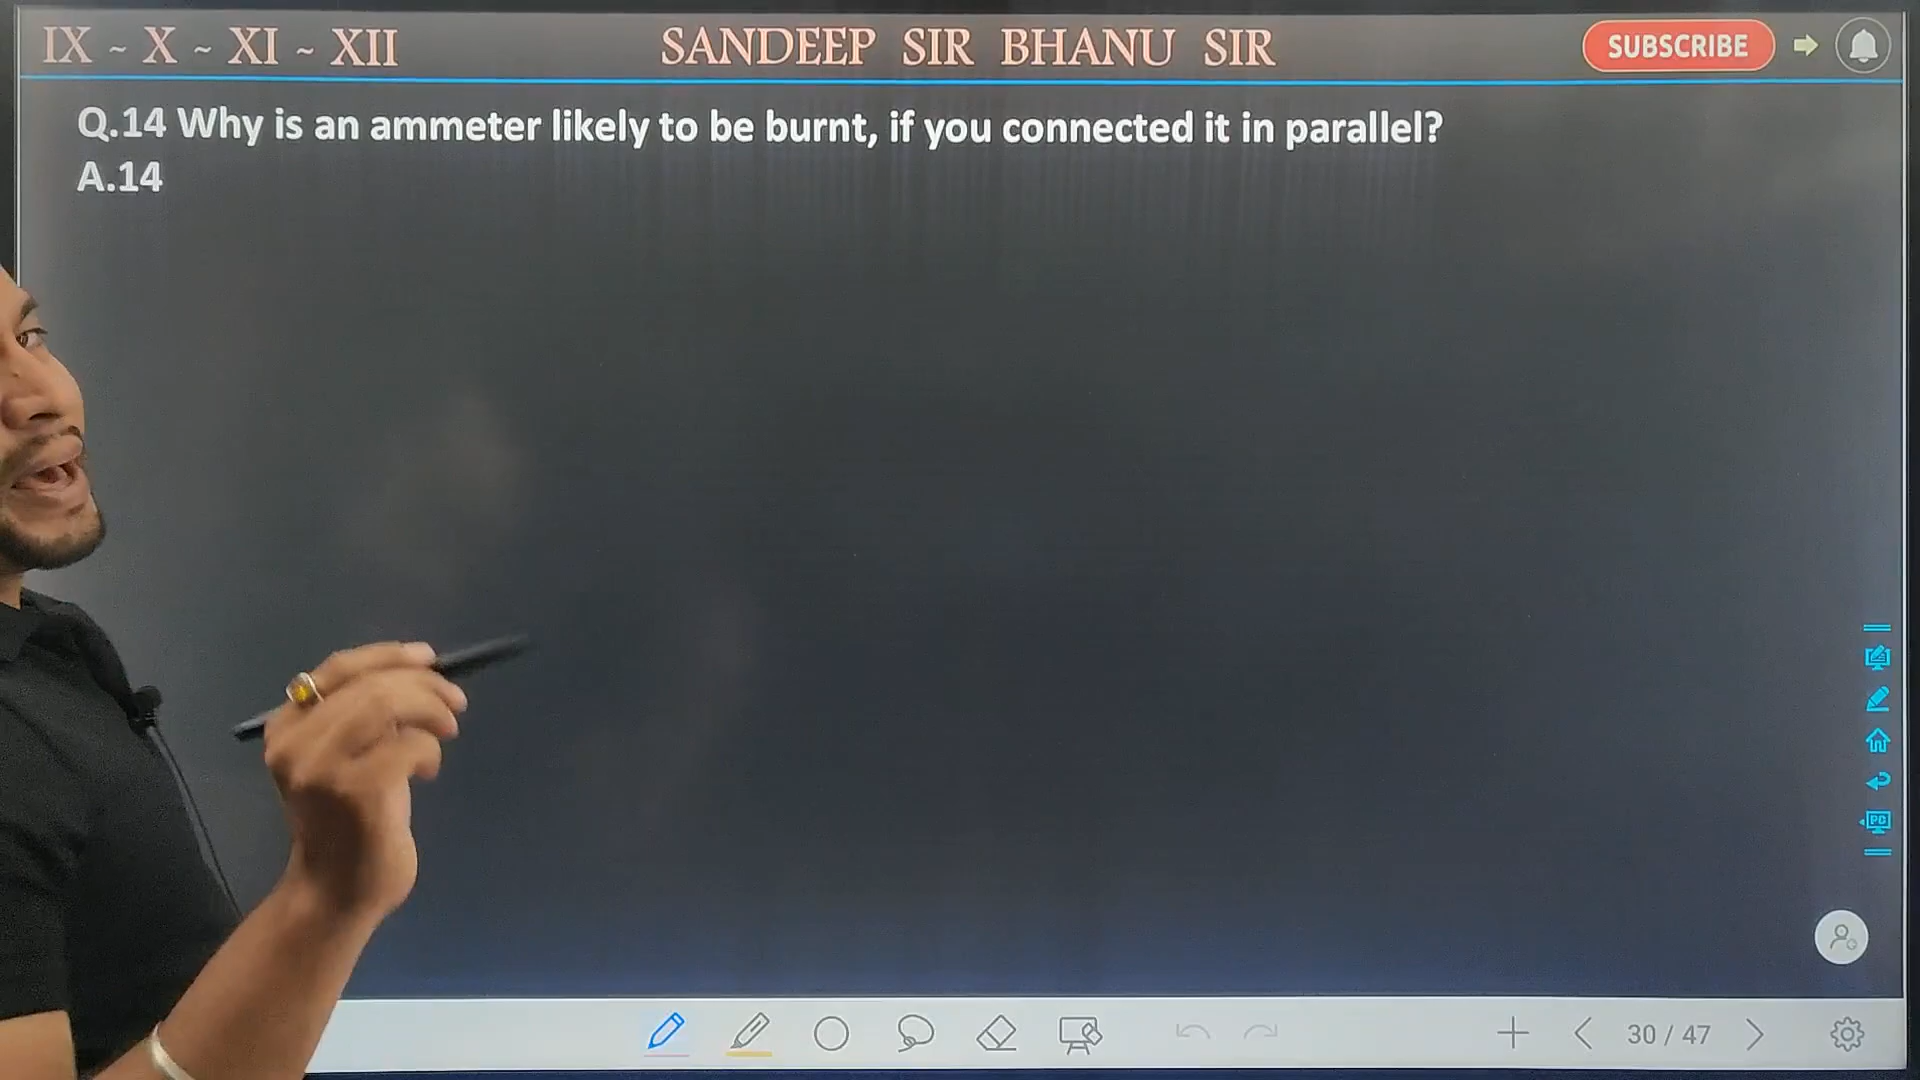 IX ~ X ~ XI ~ XII SANDEEP SIR BHANU SIR SUBSCRIBE
Q.14 Why is an ammeter likely to be burnt, if you connected it in parallel?
A.14
PC
30 / 47